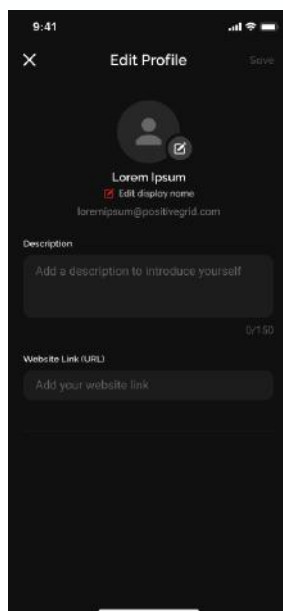 9:41
Edit Profile Save
Lorem Ipsum
Edit display name
loremipsum@positivegrid.com
Description
Add a description to introduce yourself
0/150
Website Link (URL)
Add your website link